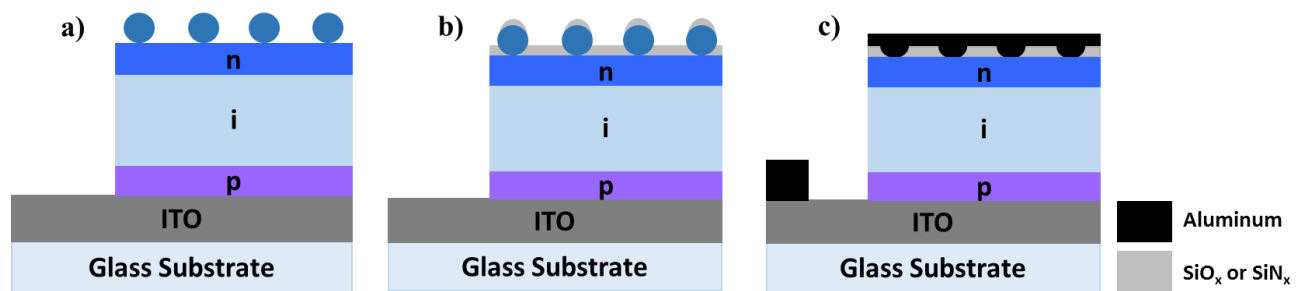 a)
n
i
p
ITO
Glass Substrate
b)
n
i
p
ITO
Glass Substrate
c)
n
i
p
ITO
Glass Substrate
Aluminum
SiOₓ or SiNₓ